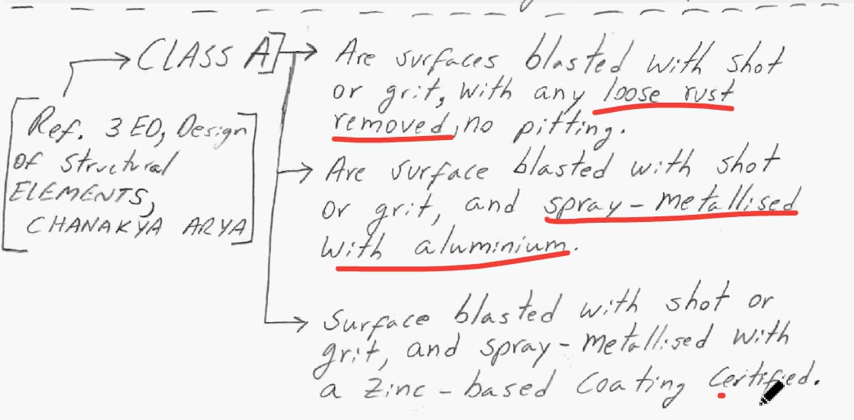 CLASS A]
Are surfaces blasted with shot
or grit, with any loose rust
removed, no pitting.
[Ref. 3 ED, Design
of Structural
ELEMENTS,
CHANAKYA ARYA]
Are surface blasted with shot
or grit, and spray-metallised
with aluminium.
Surface blasted with shot or
grit, and spray-metallised with
a zinc-based coating certified.